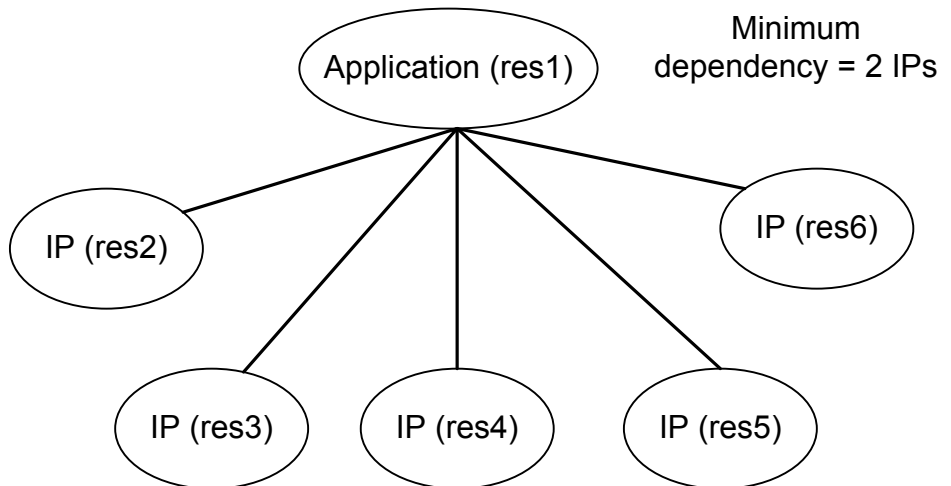 Application (res1)
Minimum
dependency = 2 IPs
IP (res2)
IP (res6)
IP (res3)
IP (res4)
IP (res5)